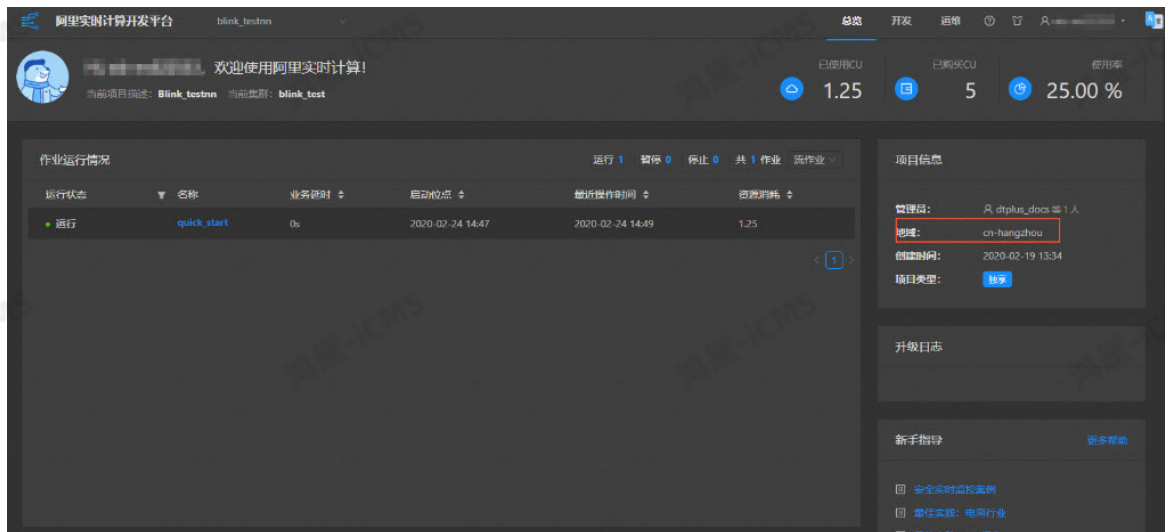 阿里实时计算开发平台 blink_testnn 总览 开发 运维
欢迎使用阿里实时计算!
当前项目描述: Blink_testnn 当前集群: blink_test
已使用CU 1.25
已购买CU 5
使用率 25.00 %
作业运行情况 运行 1 暂停 0 停止 0 共 1 作业 流作业
运行状态 名称 业务延时 启动位点 最近操作时间 资源消耗
运行 quick_start 0s 2020-02-24 14:47 2020-02-24 14:49 1.25
< 1 >
项目信息
管理员: dtplus_docs 等 1 人
地域: cn-hangzhou
创建时间: 2020-02-19 13:34
项目类型: 独享
升级日志
新手指导 更多帮助
安全实时监控案例
最佳实践: 电商行业
鸿雁-iCMS